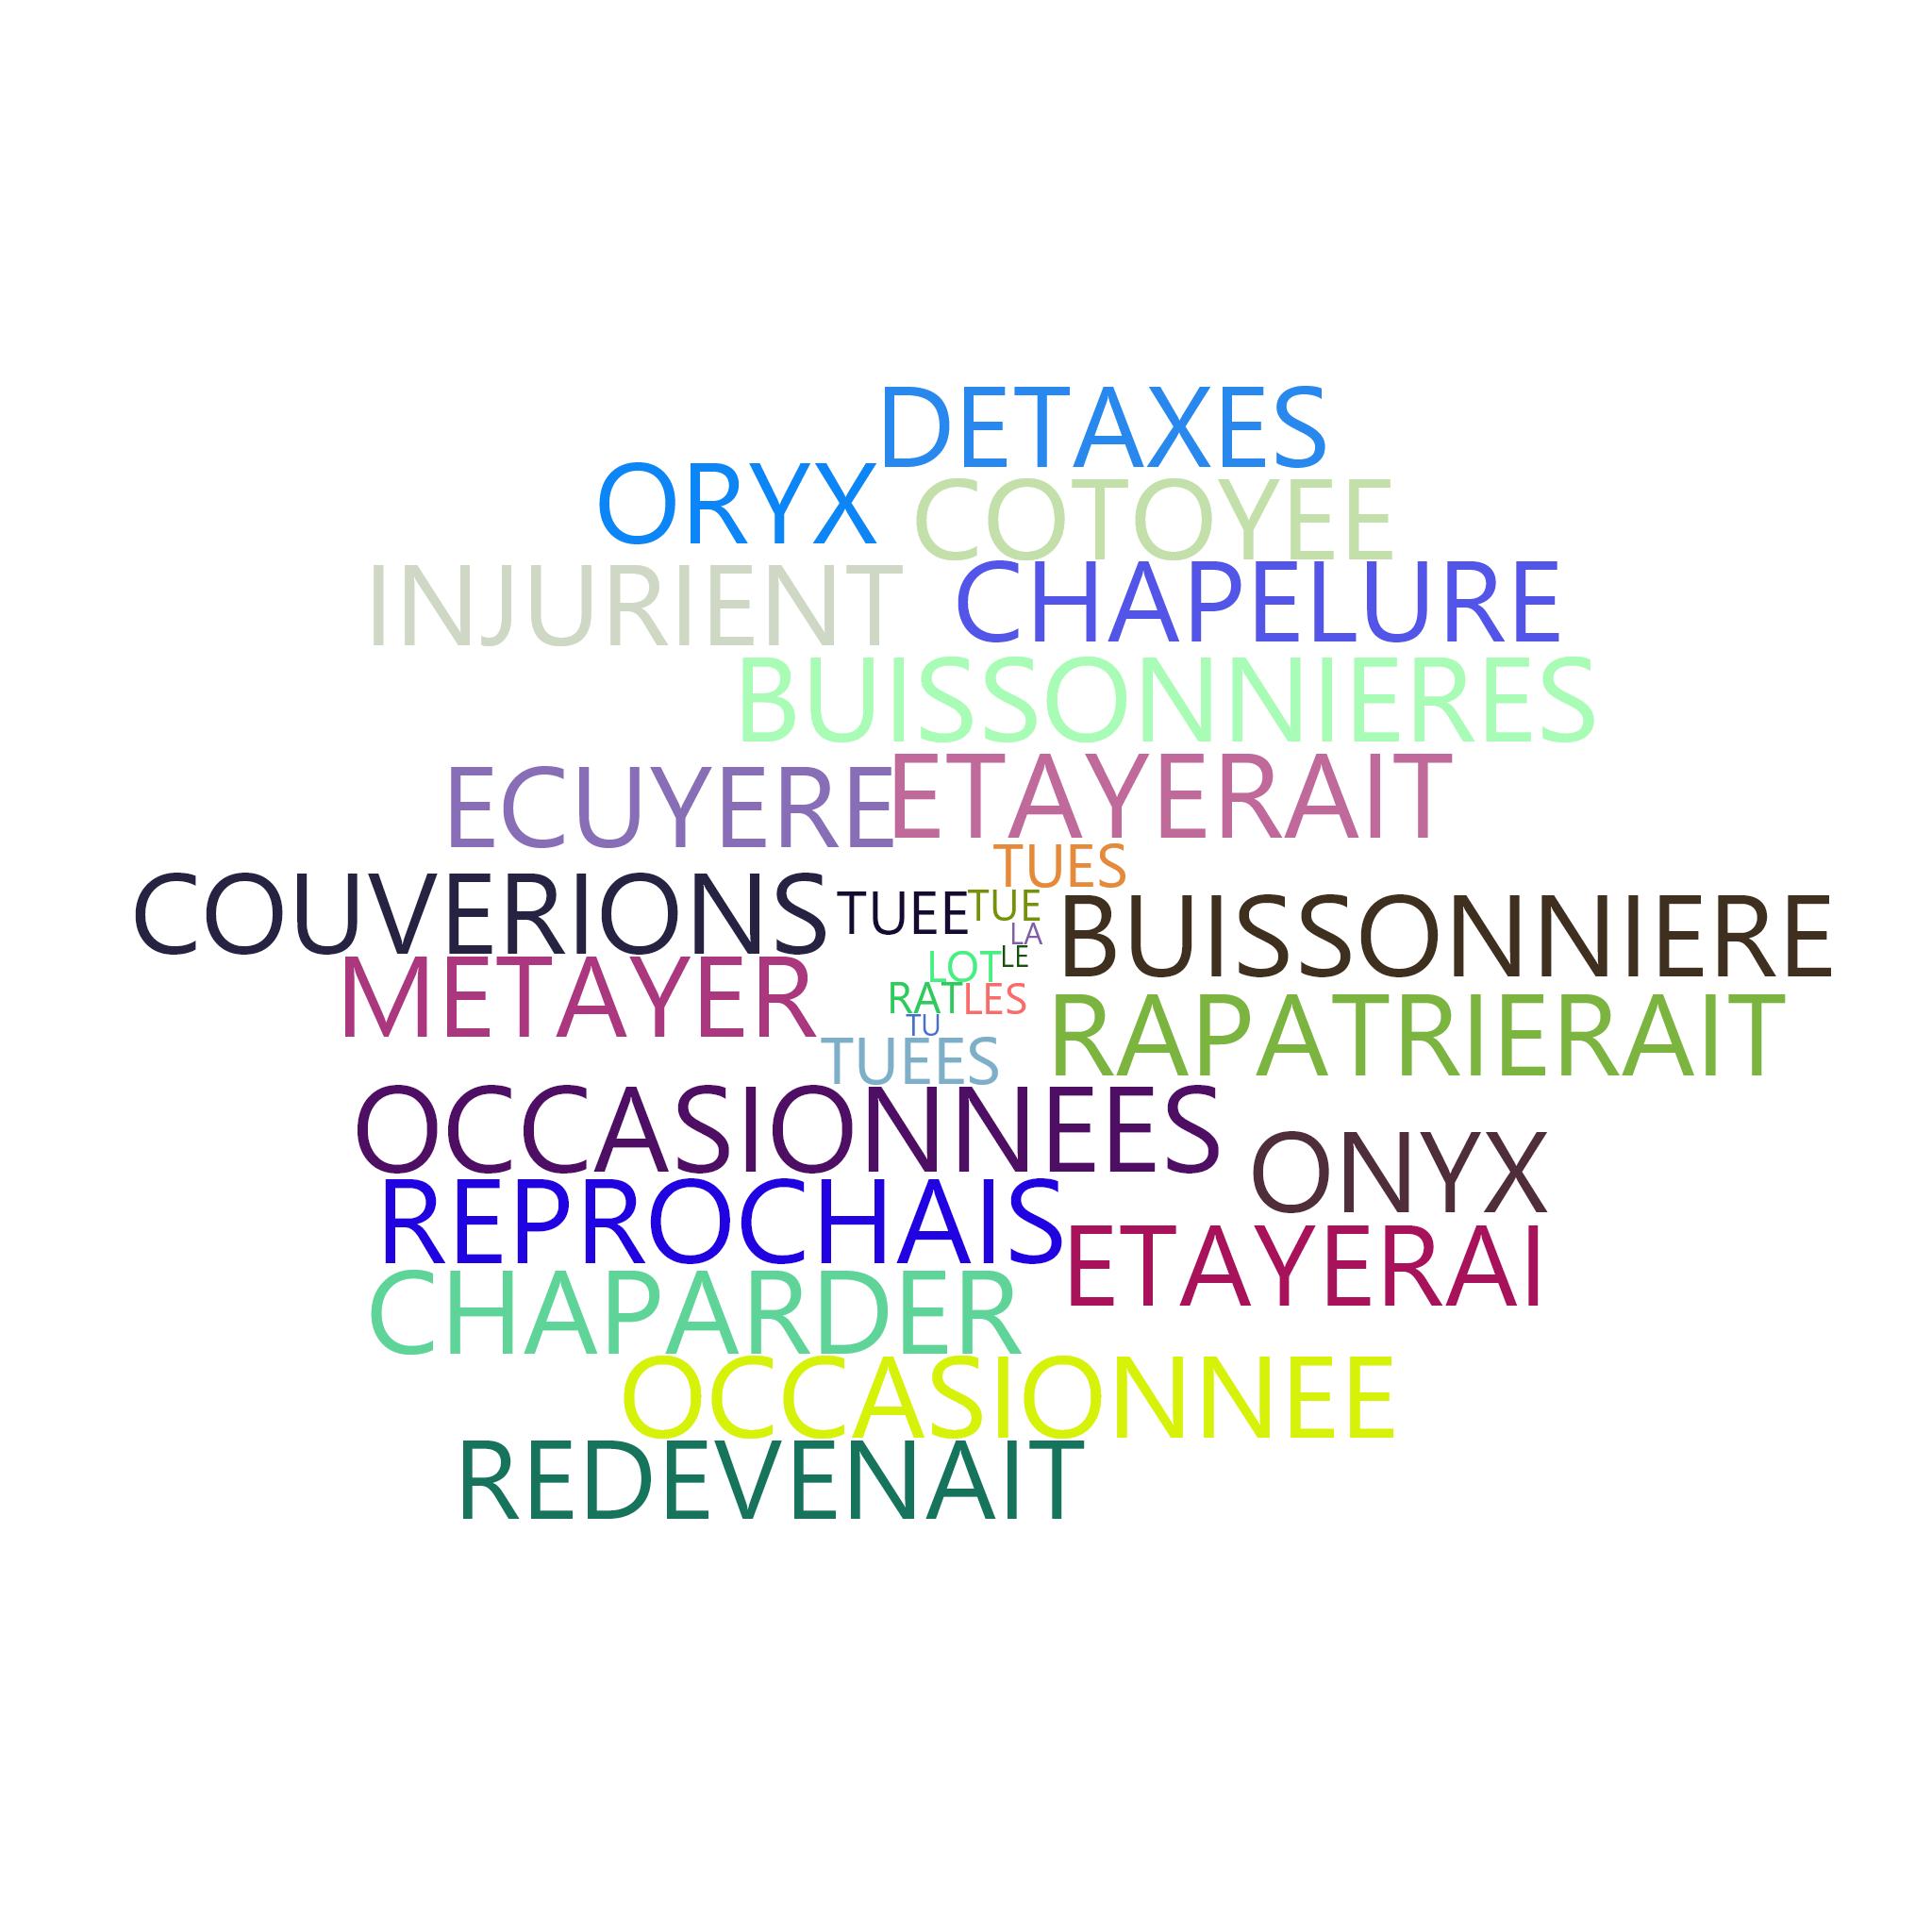 DETAXES
ORYX
COTOYEE
INJURIENT
CHAPELURE
BUISSONNIERES
ETAYERAIT
ECUYERE
TUES
COUVERIONS
TUEE
TUE
BUISSONNIERE
LA
LE
LOT
METAYER
RAT
LES
RAPATRIERAIT
TU
TUEES
OCCASIONNEES
ONYX
REPROCHAIS
ETAYERAI
CHAPARDER
OCCASIONNEE
REDEVENAIT